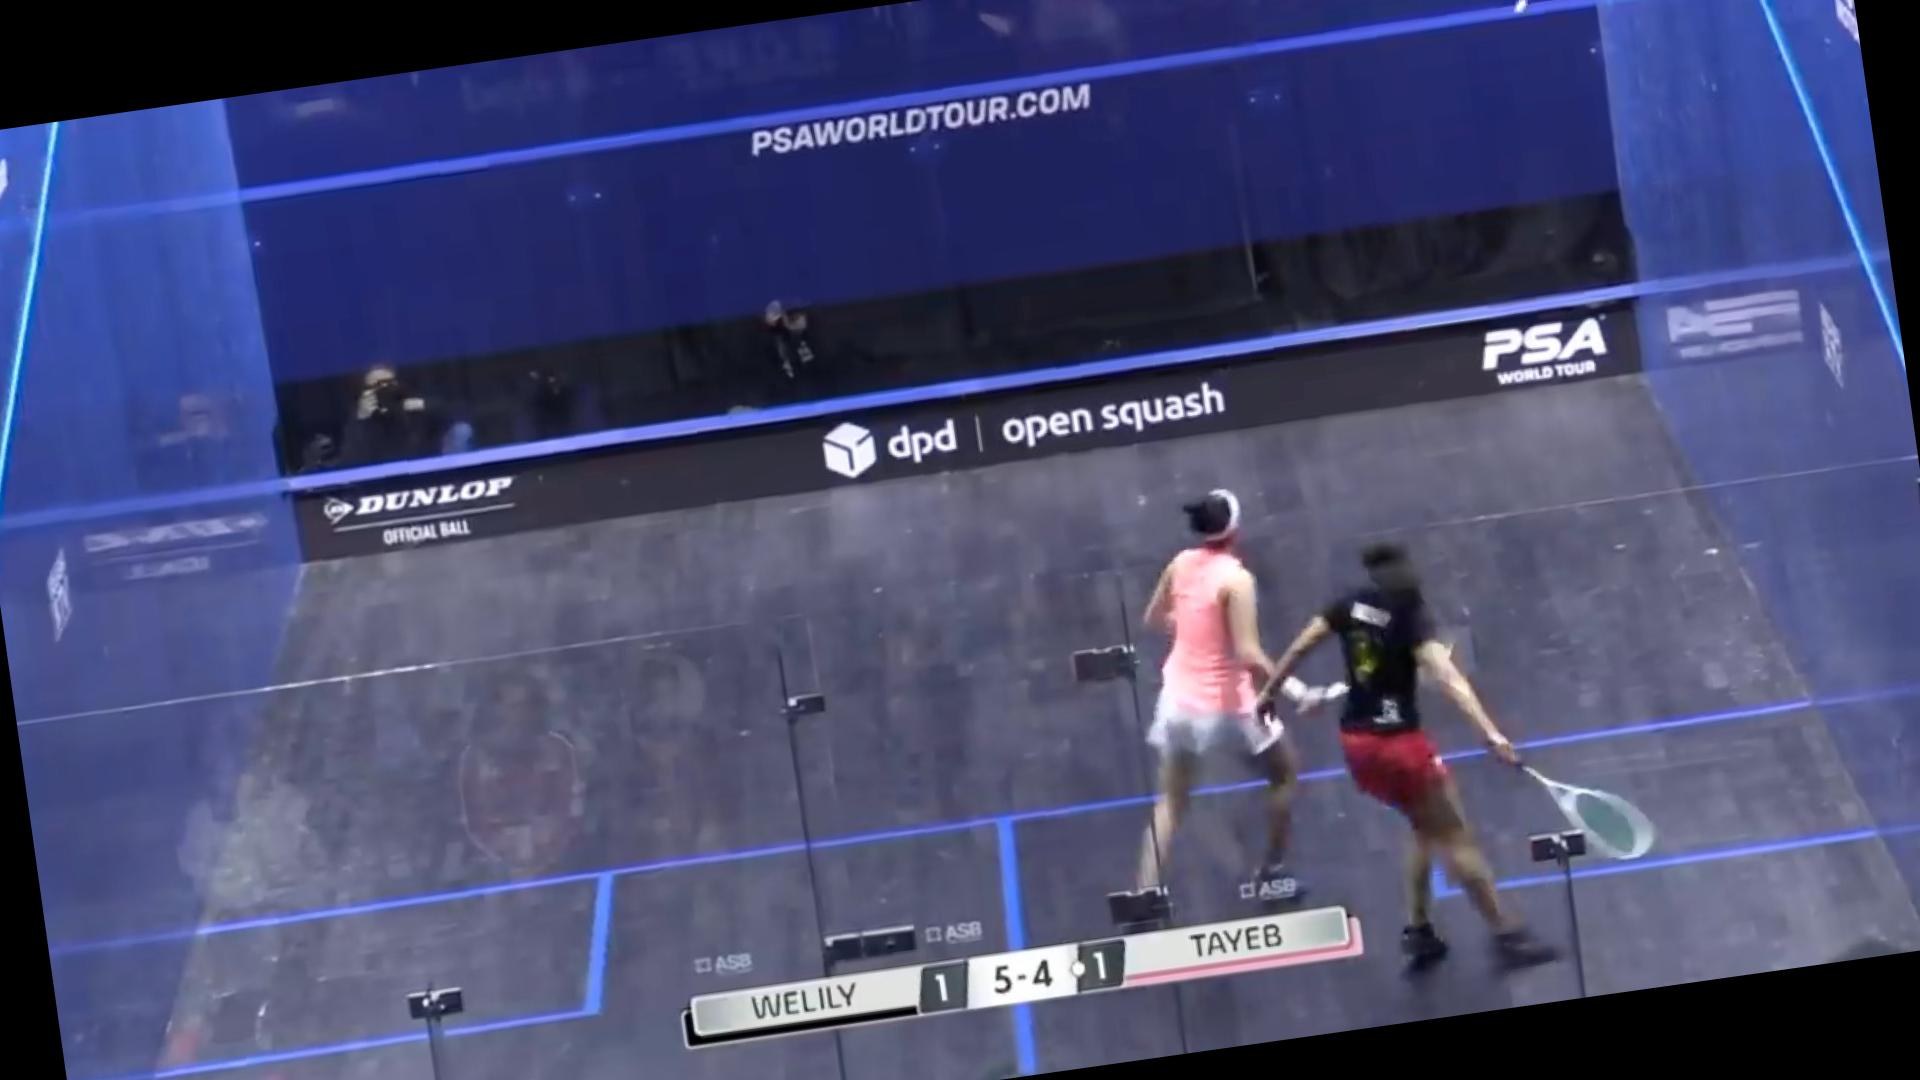 PSAWORLDTOUR.COM
PSA
WORLD TOUR
dpd | open squash
DUNLOP
OFFICIAL BALL
ASB
ASB
ASB
WELILY 1 5-4 1 TAYEB